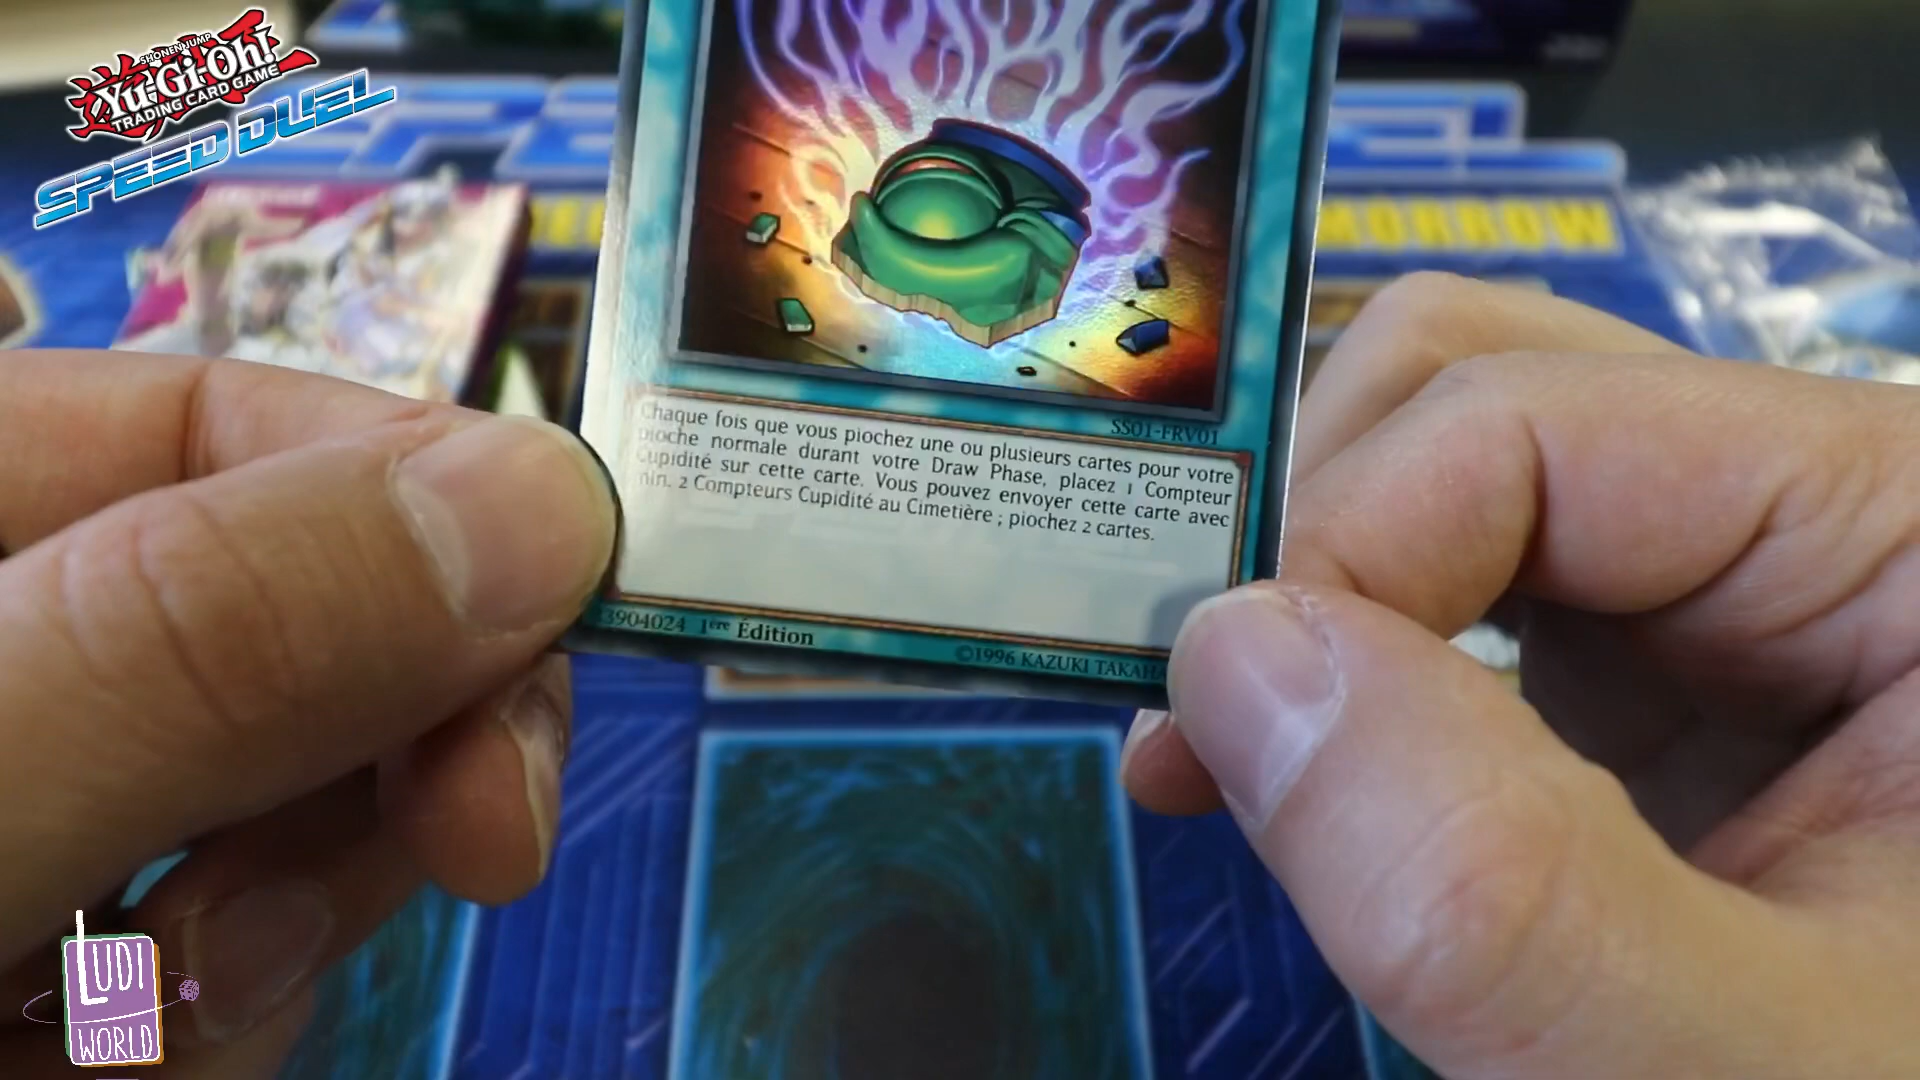 SHONEN JUMP
Yu-Gi-Oh!
TRADING CARD GAME
SPEED DUEL
MORROW
SS01-FRV01
Chaque fois que vous piochez une ou plusieurs cartes pour votre
pioche normale durant votre Draw Phase, placez 1 Compteur
Cupidité sur cette carte. Vous pouvez envoyer cette carte avec
min. 2 Compteurs Cupidité au Cimetière ; piochez 2 cartes.
3904024 1ere Édition
©1996 KAZUKI TAKAHA
LUDI
WORLD